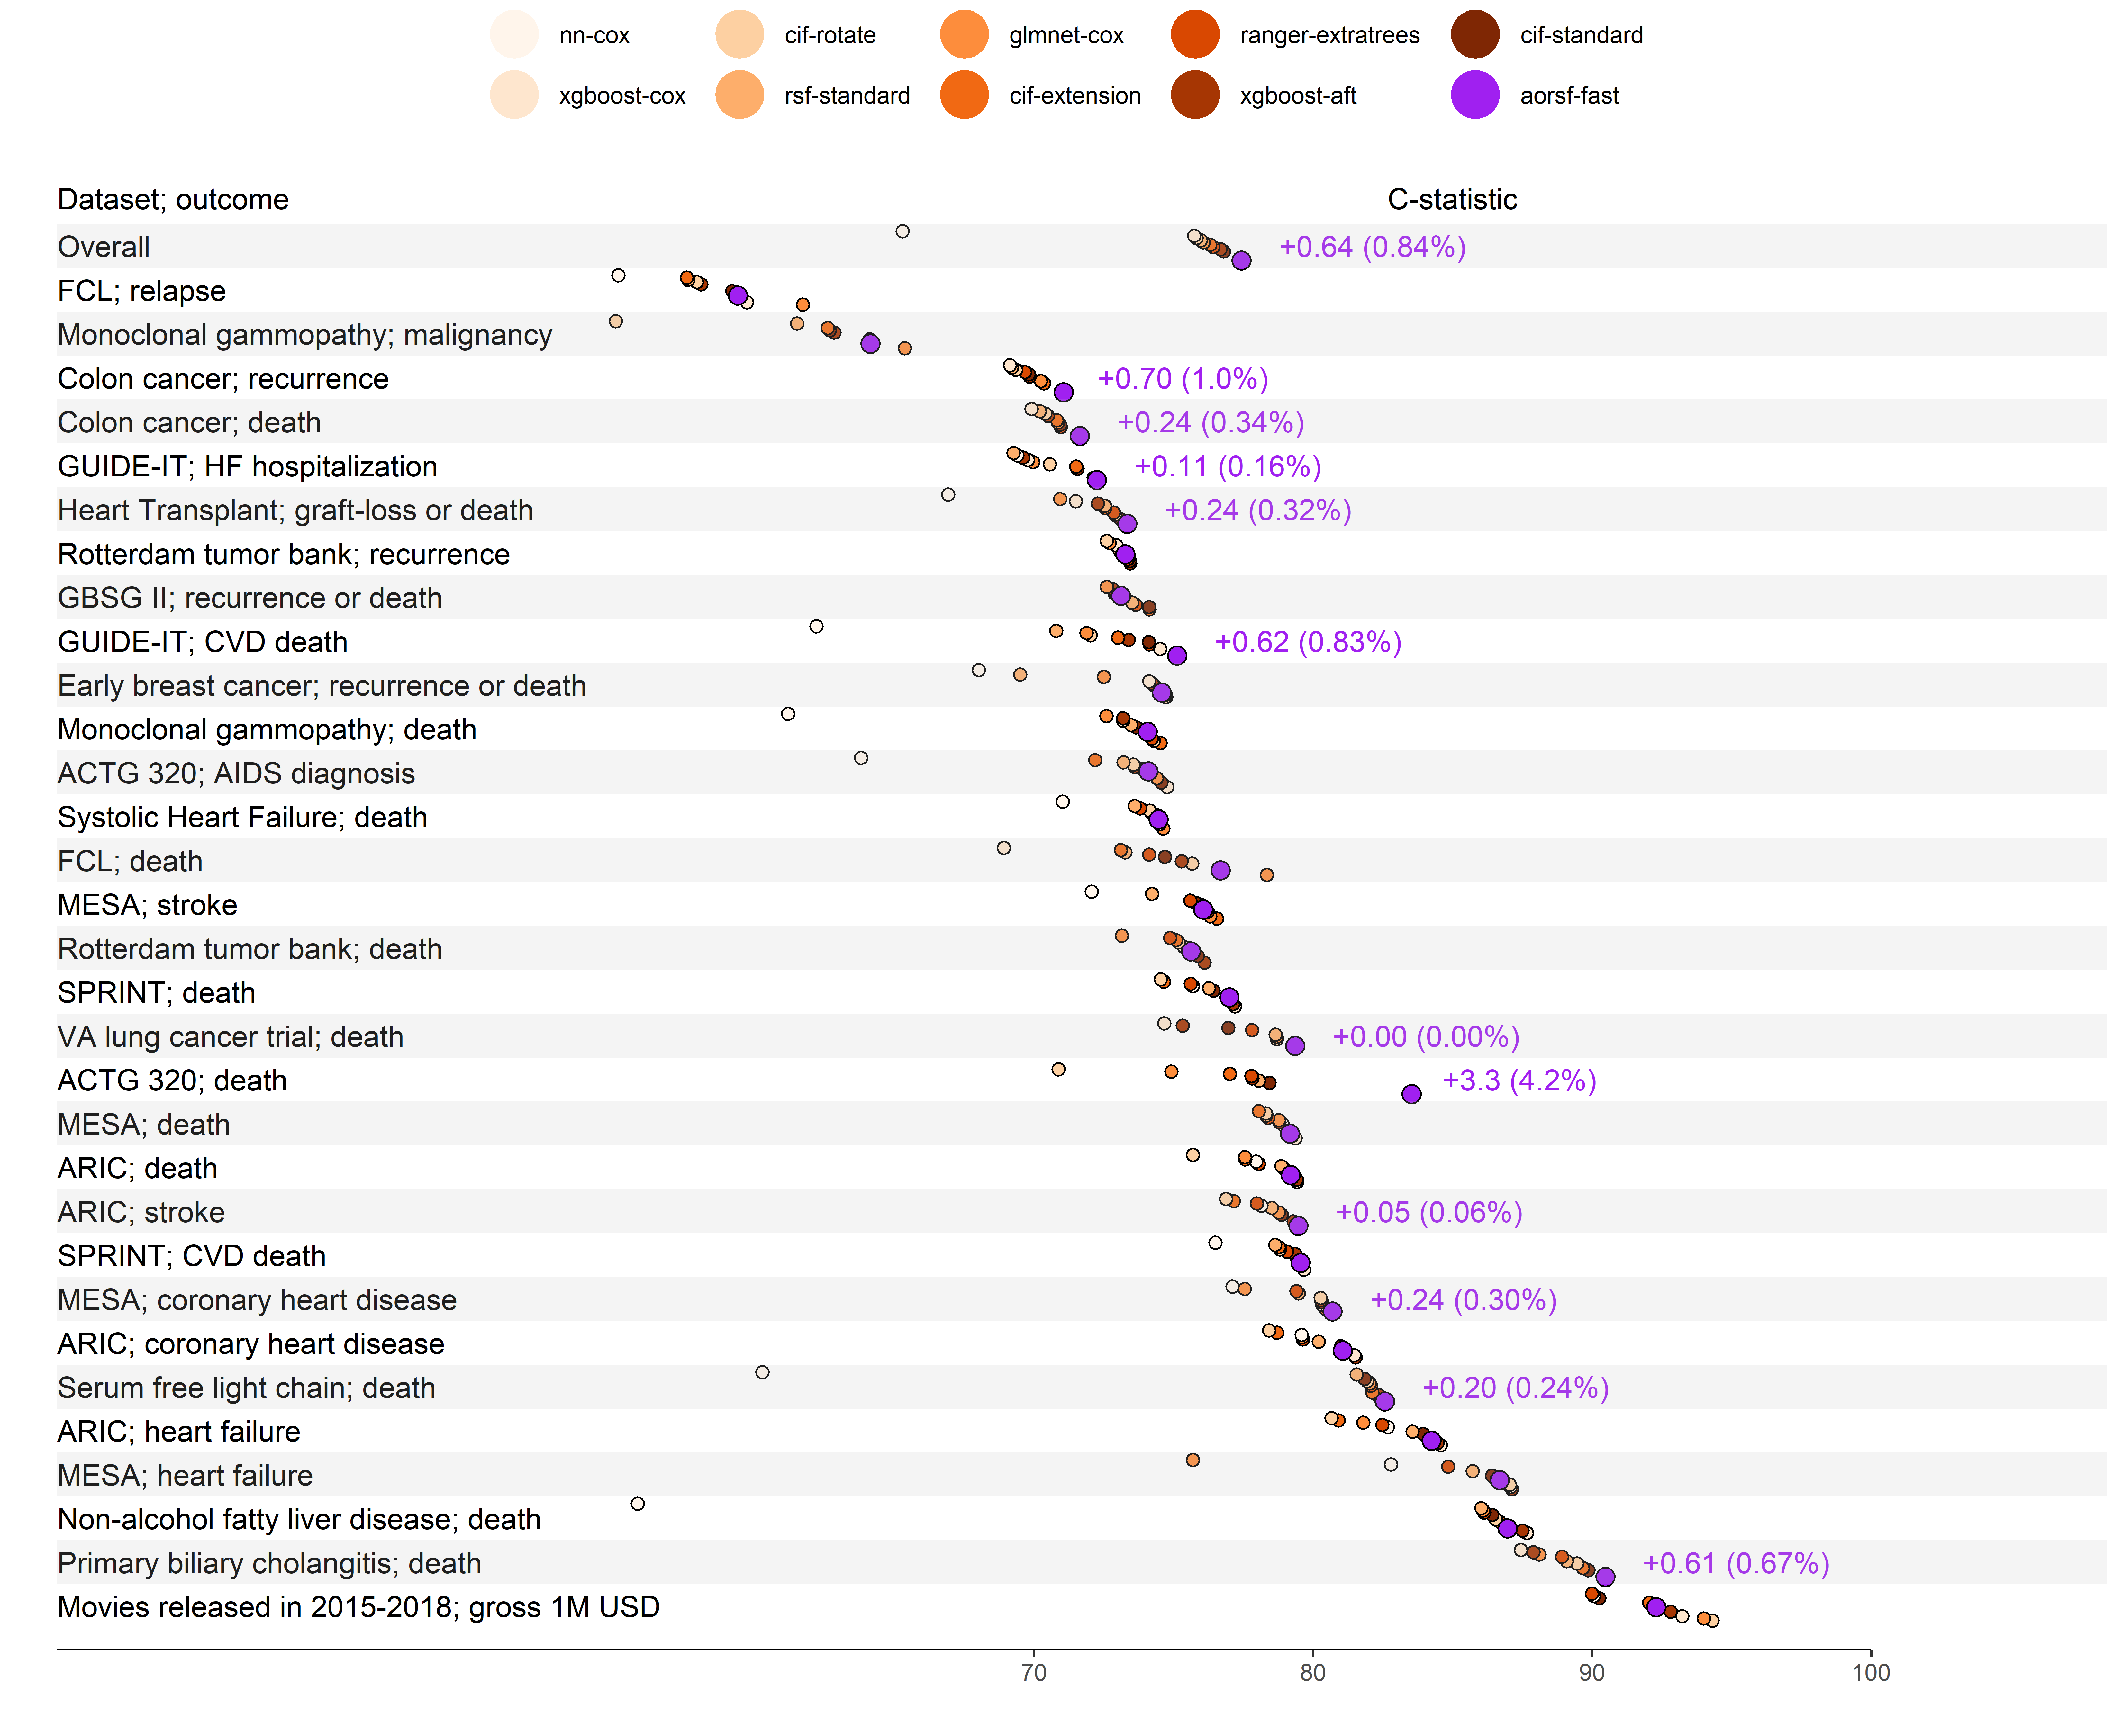 nn-cox cif-rotate glmnet-cox ranger-extratrees cif-standard
xgboost-cox rsf-standard cif-extension xgboost-aft aorsf-fast
Dataset; outcome C-statistic
Overall +0.64 (0.84%)
FCL; relapse
Monoclonal gammopathy; malignancy
Colon cancer; recurrence +0.70 (1.0%)
Colon cancer; death +0.24 (0.34%)
GUIDE-IT; HF hospitalization +0.11 (0.16%)
Heart Transplant; graft-loss or death +0.24 (0.32%)
Rotterdam tumor bank; recurrence
GBSG II; recurrence or death
GUIDE-IT; CVD death +0.62 (0.83%)
Early breast cancer; recurrence or death
Monoclonal gammopathy; death
ACTG 320; AIDS diagnosis
Systolic Heart Failure; death
FCL; death
MESA; stroke
Rotterdam tumor bank; death
SPRINT; death
VA lung cancer trial; death +0.00 (0.00%)
ACTG 320; death +3.3 (4.2%)
MESA; death
ARIC; death
ARIC; stroke +0.05 (0.06%)
SPRINT; CVD death
MESA; coronary heart disease +0.24 (0.30%)
ARIC; coronary heart disease
Serum free light chain; death +0.20 (0.24%)
ARIC; heart failure
MESA; heart failure
Non-alcohol fatty liver disease; death
Primary biliary cholangitis; death +0.61 (0.67%)
Movies released in 2015-2018; gross 1M USD
70 80 90 100